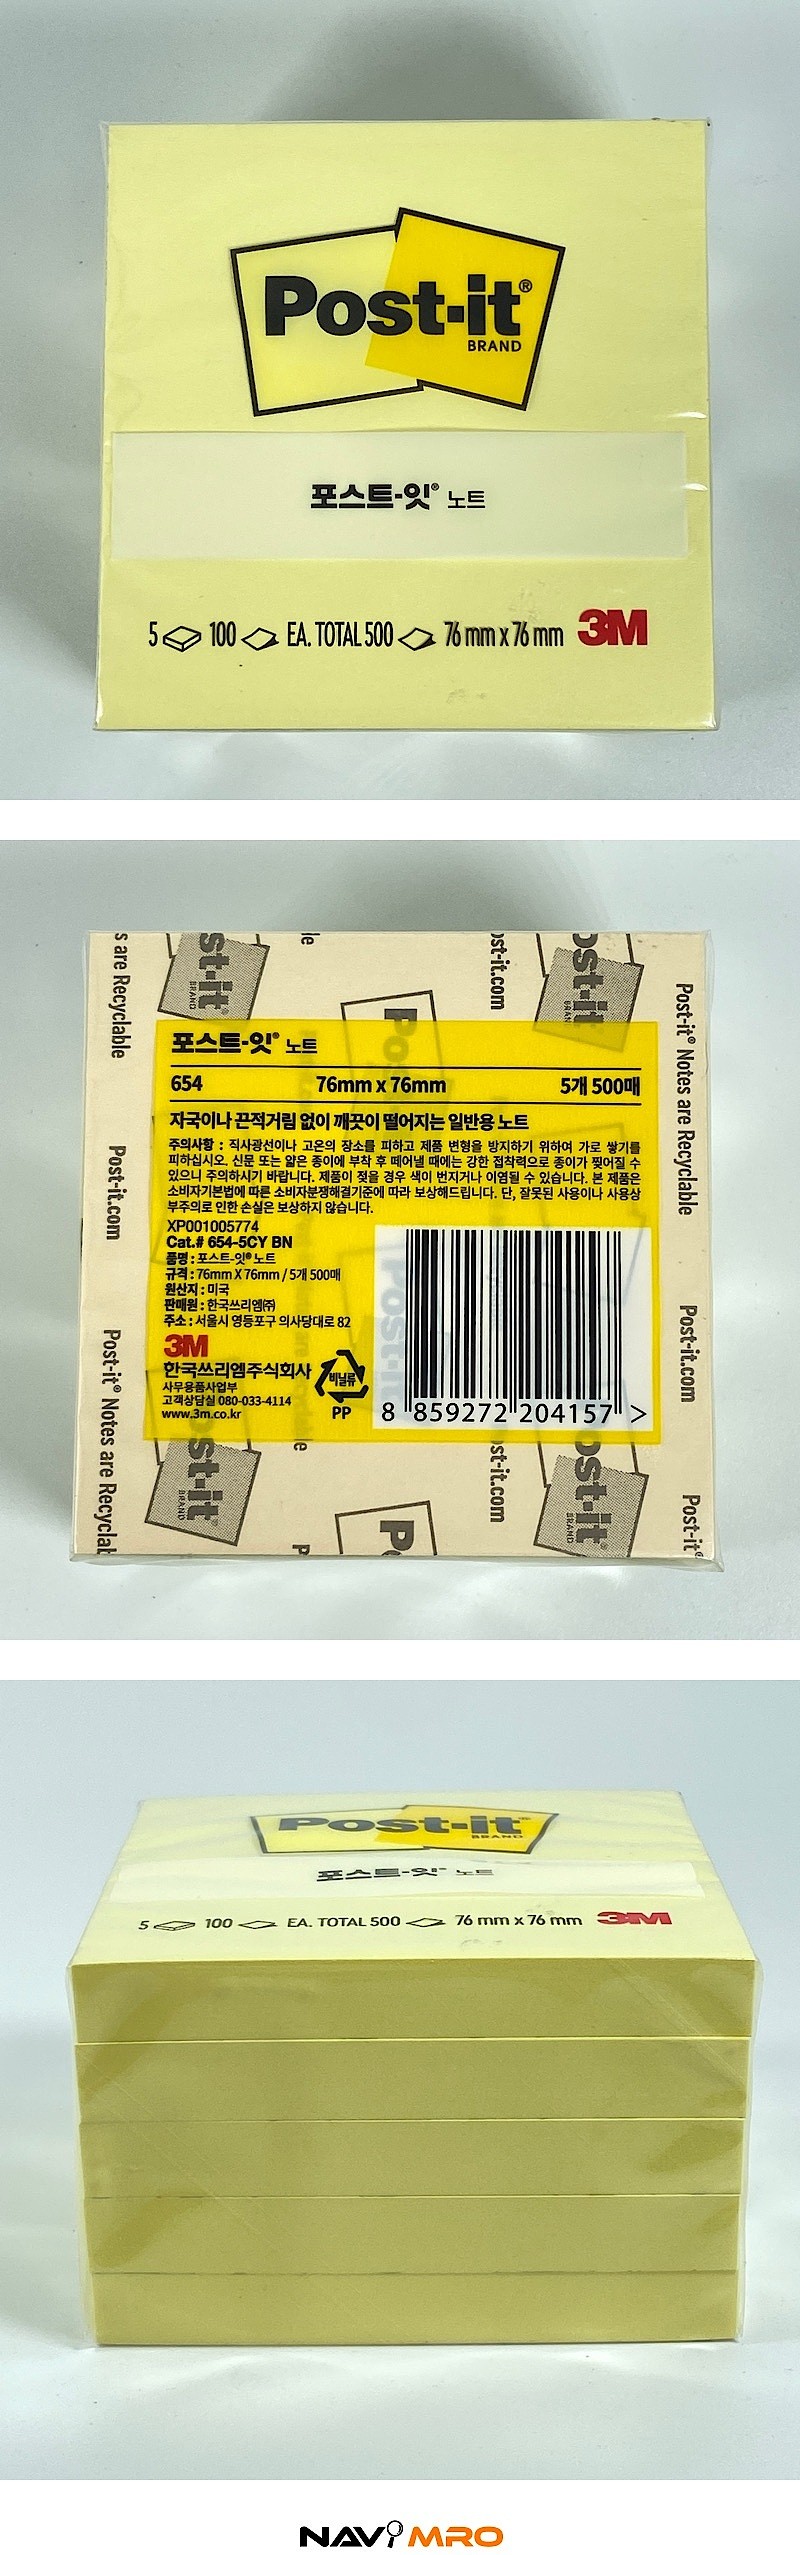 Post-it®
BRAND
포스트-잇® 노트
5 100 EA. TOTAL 500 76 mm x 76 mm 3M
s are Recyclable
Post-it.com
Post-it® Notes are Recyclable
Post-it.com
Post-it® Notes are Recyclab
Post-it.com
Post-it®
포스트-잇® 노트
654 76mm x 76mm 5개 500매
자국이나 끈적거림 없이 깨끗이 떨어지는 일반용 노트
주의사항 : 직사광선이나 고온의 장소를 피하고 제품 변형을 방지하기 위하여 가로 쌓기를
피하십시오. 신문 또는 얇은 종이에 부착 후 떼어낼 때에는 강한 접착력으로 종이가 찢어질 수
있으니 주의하시기 바랍니다. 제품이 젖을 경우 색이 번지거나 이염될 수 있습니다. 본 제품은
소비자기본법에 따른 소비자분쟁해결기준에 따라 보상해드립니다. 단, 잘못된 사용이나 사용상
부주의로 인한 손실은 보상하지 않습니다.
XP001005774
Cat.# 654-5CY BN
품명 : 포스트-잇® 노트
규격 : 76mm X 76mm / 5개 500매
원산지 : 미국
판매원 : 한국쓰리엠㈜
주소 : 서울시 영등포구 의사당대로 82
3M
한국쓰리엠주식회사
사무용품사업부
고객상담실 080-033-4114
www.3m.co.kr
비닐류
PP
8 859272 204157 >
Post-it
BRAND
포스트-잇® 노트
5 100 EA. TOTAL 500 76 mm x 76 mm 3M
NAVI MRO